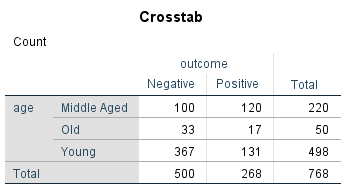 Crosstab
Count
outcome
Negative Positive Total
age Middle Aged 100 120 220
Old 33 17 50
Young 367 131 498
Total 500 268 768